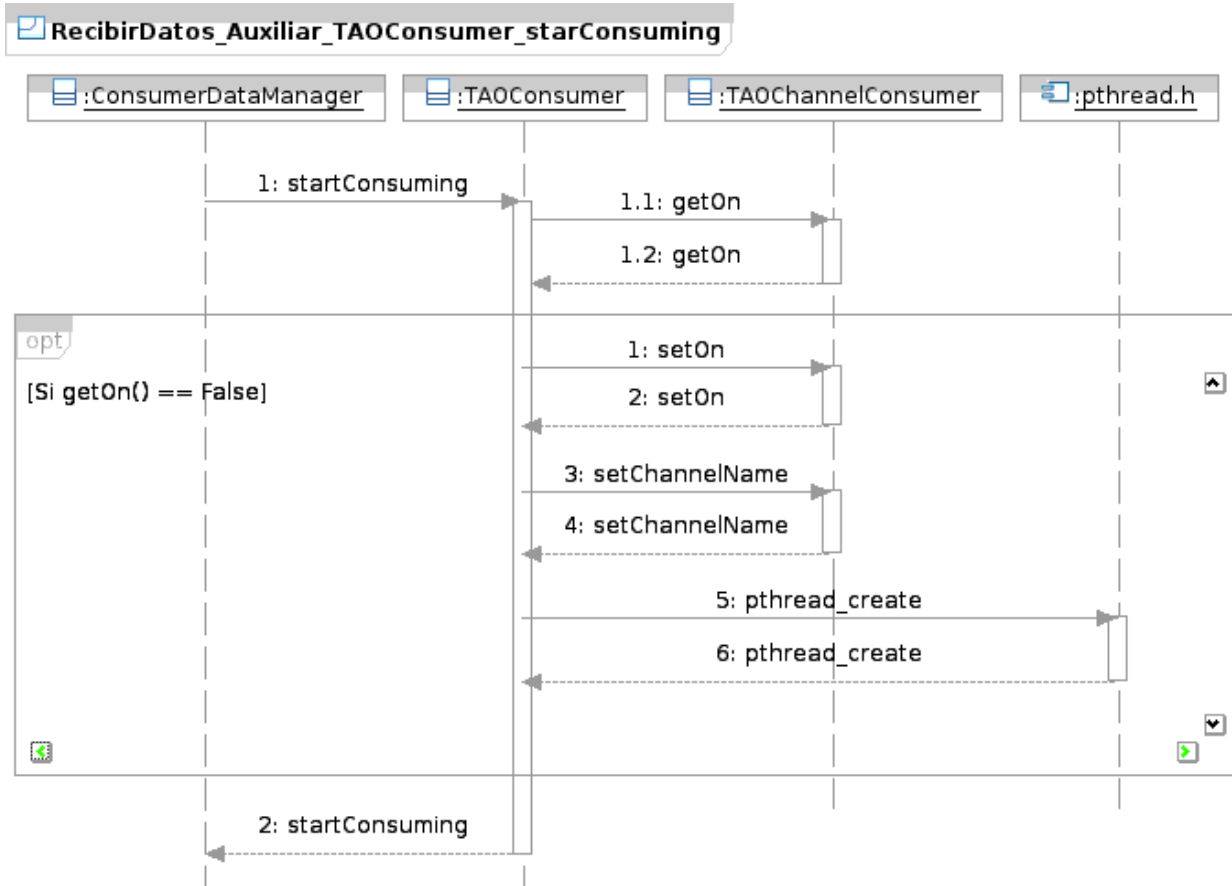 RecibirDatos_Auxiliar_TAOConsumer_starConsuming
:ConsumerDataManager
:TAOConsumer
:TAOChannelConsumer
:pthread.h
1: startConsuming
1.1: getOn
1.2: getOn
opt
1: setOn
[Si getOn() == False]
2: setOn
3: setChannelName
4: setChannelName
5: pthread_create
6: pthread_create
2: startConsuming